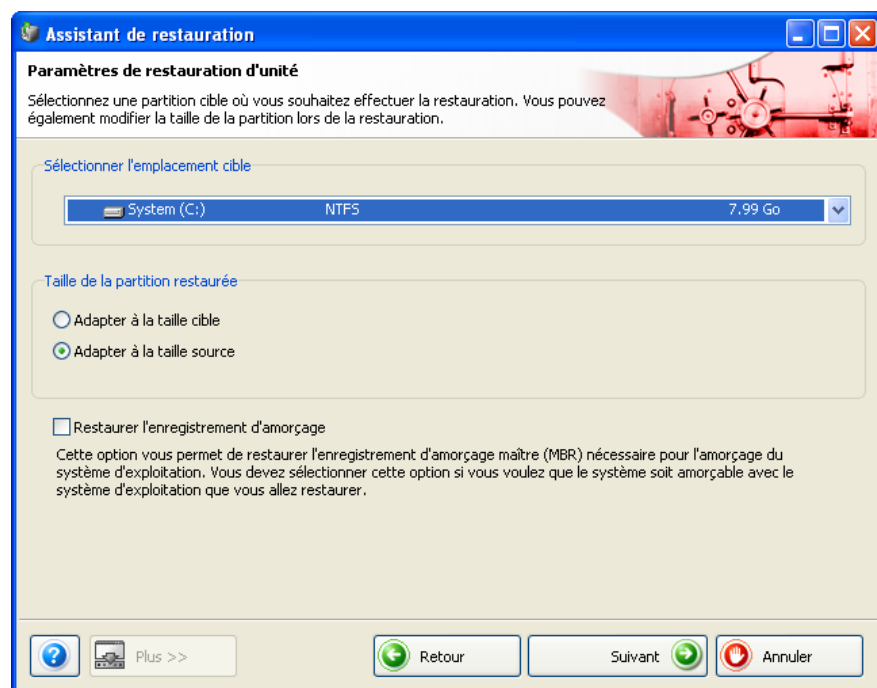 Assistant de restauration
Paramètres de restauration d'unité
Sélectionnez une partition cible où vous souhaitez effectuer la restauration. Vous pouvez
également modifier la taille de la partition lors de la restauration.
Sélectionner l'emplacement cible
System (C:) NTFS 7.99 Go
Taille de la partition restaurée
Adapter à la taille cible
Adapter à la taille source
Restaurer l'enregistrement d'amorçage
Cette option vous permet de restaurer l'enregistrement d'amorçage maître (MBR) nécessaire pour l'amorçage du
système d'exploitation. Vous devez sélectionner cette option si vous voulez que le système soit amorçable avec le
système d'exploitation que vous allez restaurer.
Plus >> Retour Suivant Annuler